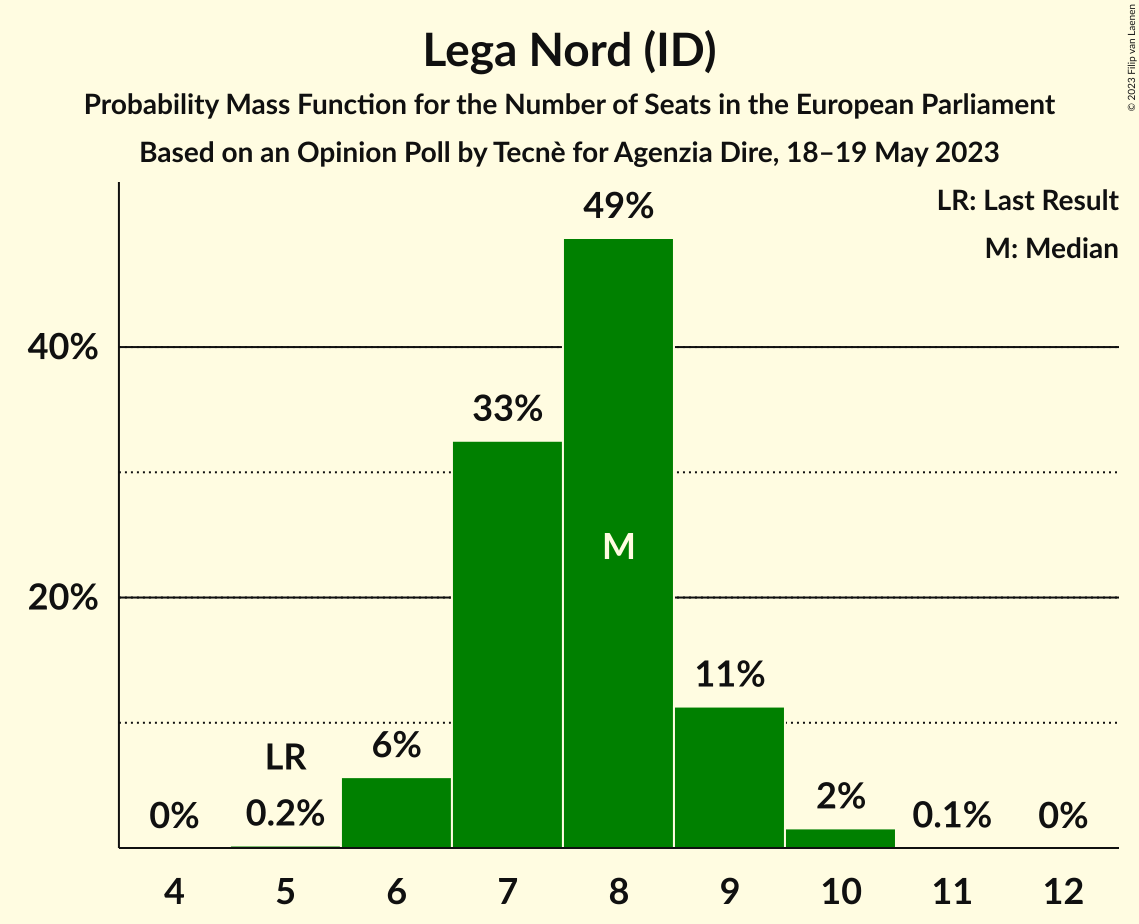 Lega Nord (ID)
Probability Mass Function for the Number of Seats in the European Parliament
Based on an Opinion Poll by Tecnè for Agenzia Dire, 18–19 May 2023
© 2023 Filip van Laenen
LR: Last Result
M: Median
49%
40%
33%
M
20%
11%
6%
LR
2%
0%
0.2%
0.1%
0%
4 5 6 7 8 9 10 11 12